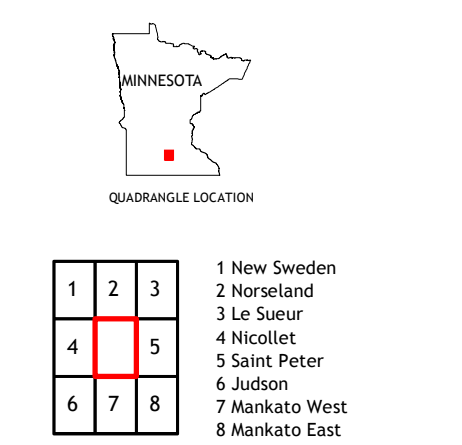 MINNESOTA
QUADRANGLE LOCATION
1 2 3
4 5
6 7 8
1 New Sweden
2 Norseland
3 Le Sueur
4 Nicollet
5 Saint Peter
6 Judson
7 Mankato West
8 Mankato East